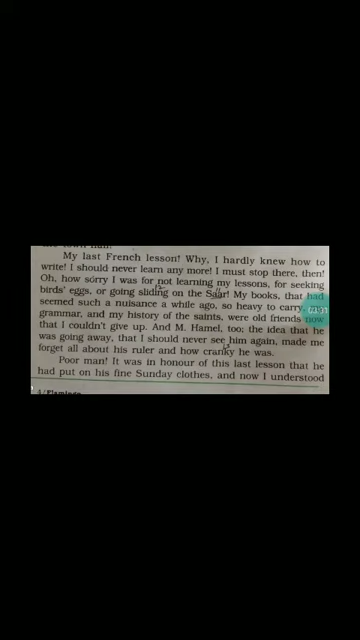 My last French lesson! Why, I hardly knew how to
write! I should never learn any more! I must stop there, then!
Oh, how sorry I was for not learning my lessons, for seeking
birds' eggs, or going sliding on the Saar! My books, that had
seemed such a nuisance a while ago, so heavy to carry, my
grammar, and my history of the saints, were old friends now
that I couldn't give up. And M. Hamel, too; the idea that he
was going away, that I should never see him again, made me
forget all about his ruler and how cranky he was.
Poor man! It was in honour of this last lesson that he
had put on his fine Sunday clothes, and now I understood
4/Flamingo